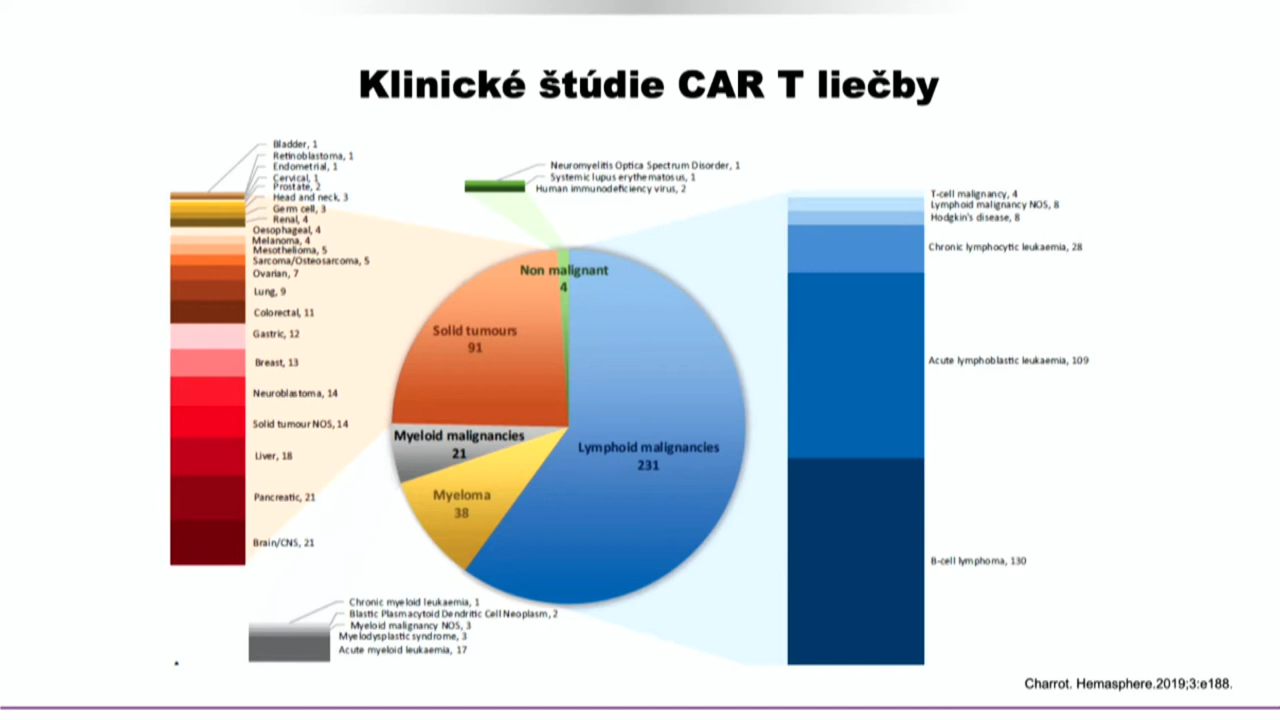 Klinické štúdie CAR T liečby
Bladder, 1
Retinoblastoma, 1
Endometrial, 1
Cervical, 1
Prostate, 2
Head and neck, 3
Germ cell, 3
Renal, 4
Oesophageal, 4
Melanoma, 4
Mesothelioma, 5
Sarcoma/Osteosarcoma, 5
Ovarian, 7
Lung, 9
Colorectal, 11
Gastric, 12
Breast, 13
Neuroblastoma, 14
Solid tumour NOS, 14
Liver, 18
Pancreatic, 21
Brain/CNS, 21
Neuromyelitis Optica Spectrum Disorder, 1
Systemic lupus erythematosus, 1
Human immunodeficiency virus, 2
Non malignant
4
Solid tumours
91
Myeloid malignancies
21
Myeloma
38
Lymphoid malignancies
231
T-cell malignancy, 4
Lymphoid malignancy NOS, 8
Hodgkin's disease, 8
Chronic lymphocytic leukaemia, 28
Acute lymphoblastic leukaemia, 109
B-cell lymphoma, 130
Chronic myeloid leukaemia, 1
Blastic Plasmacytoid Dendritic Cell Neoplasm, 2
Myeloid malignancy NOS, 3
Myelodysplastic syndrome, 3
Acute myeloid leukaemia, 17
Charrot. Hemasphere.2019;3:e188.